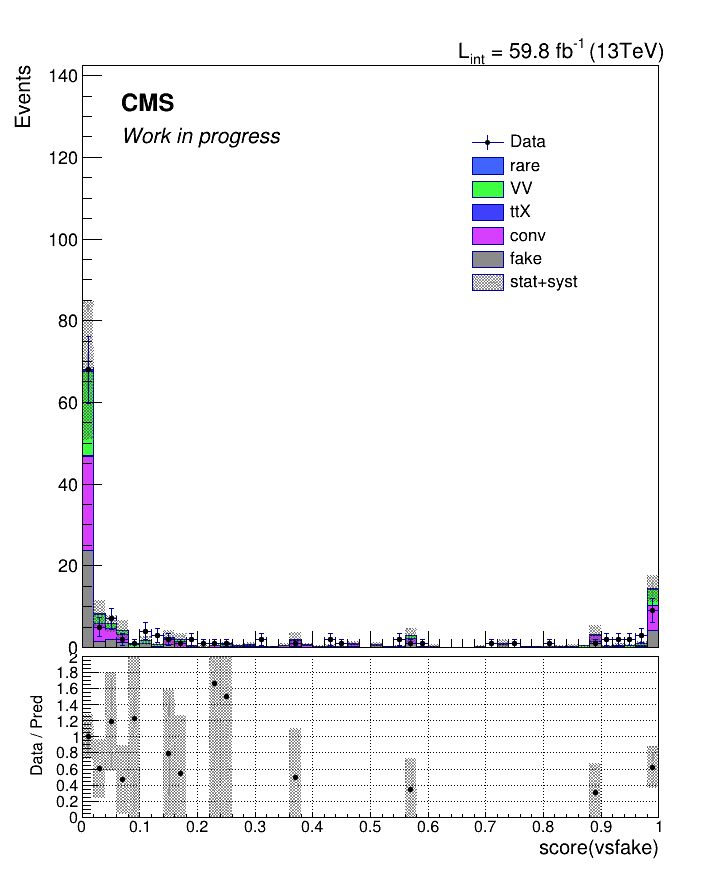 L_int = 59.8 fb^-1 (13TeV)
Events
140
120
100
80
60
40
20
0
CMS
Work in progress
Data
rare
VV
ttX
conv
fake
stat+syst
Data / Pred
2
1.8
1.6
1.4
1.2
1
0.8
0.6
0.4
0.2
0
0 0.1 0.2 0.3 0.4 0.5 0.6 0.7 0.8 0.9 1
score(vsfake)